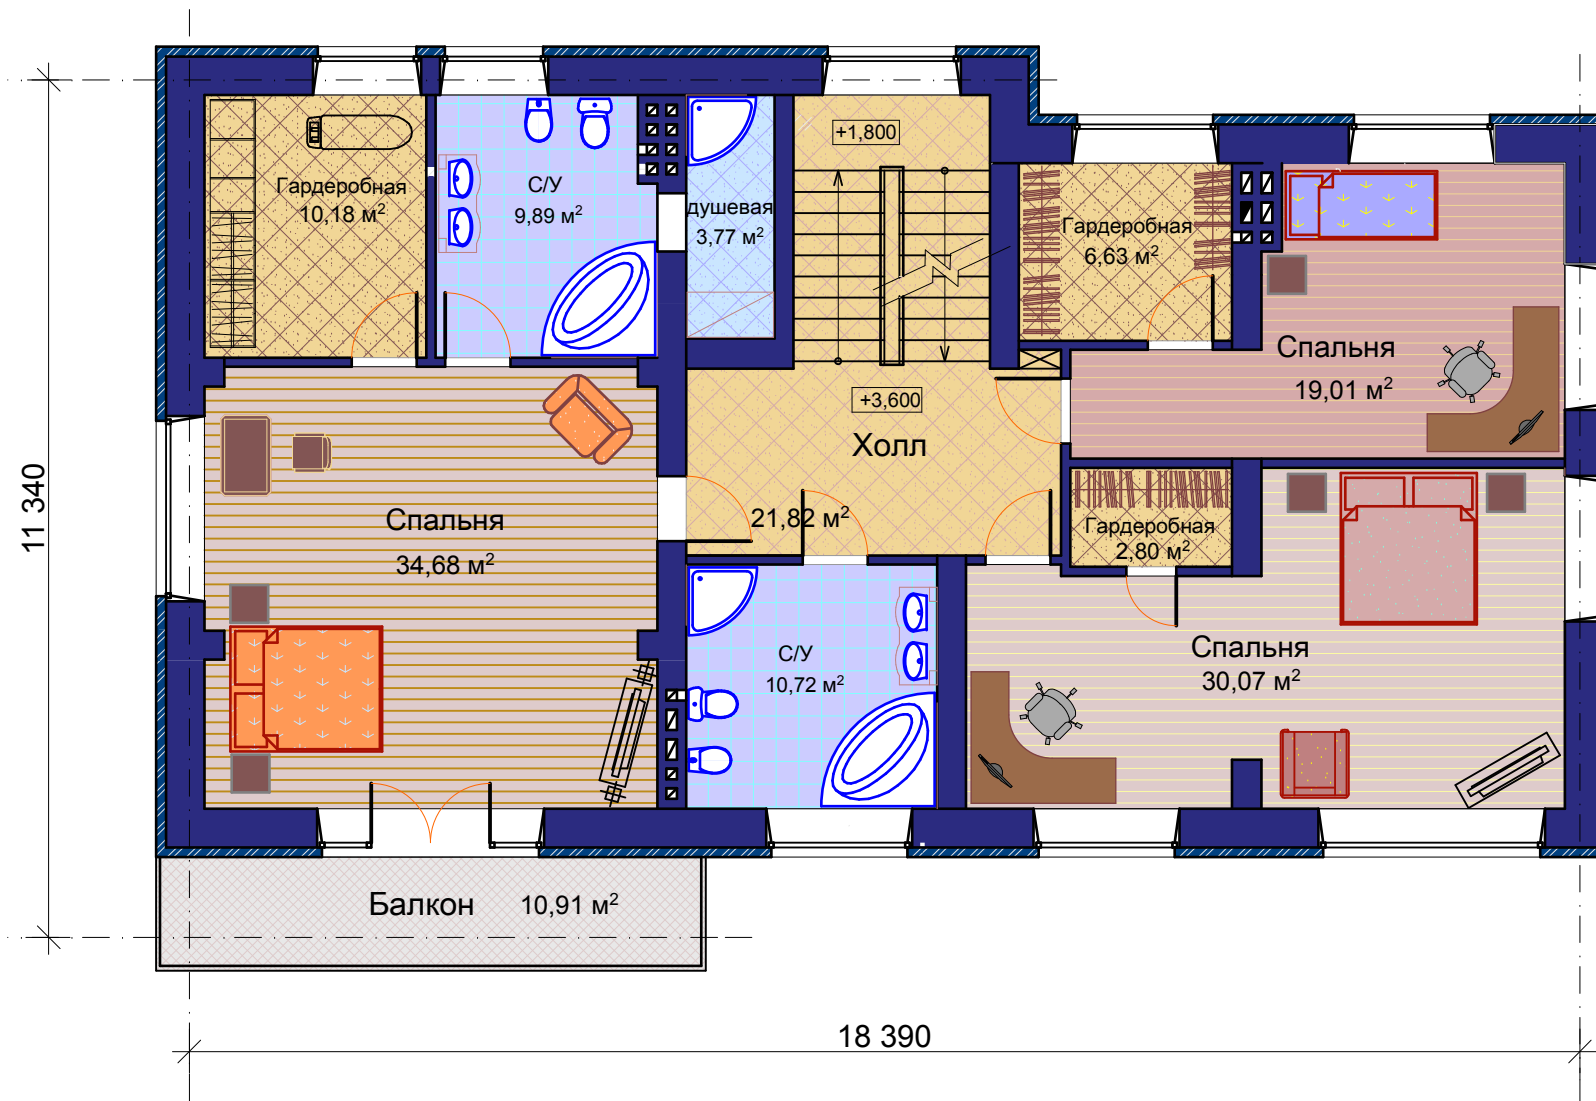 +1,800
Гардеробная
10,18 м²
С/У
9,89 м²
душевая
3,77 м²
Гардеробная
6,63 м²
Спальня
19,01 м²
+3,600
Холл
21,82 м²
11 340
Спальня
34,68 м²
Гардеробная
2,80 м²
С/У
10,72 м²
Спальня
30,07 м²
Балкон 10,91 м²
18 390